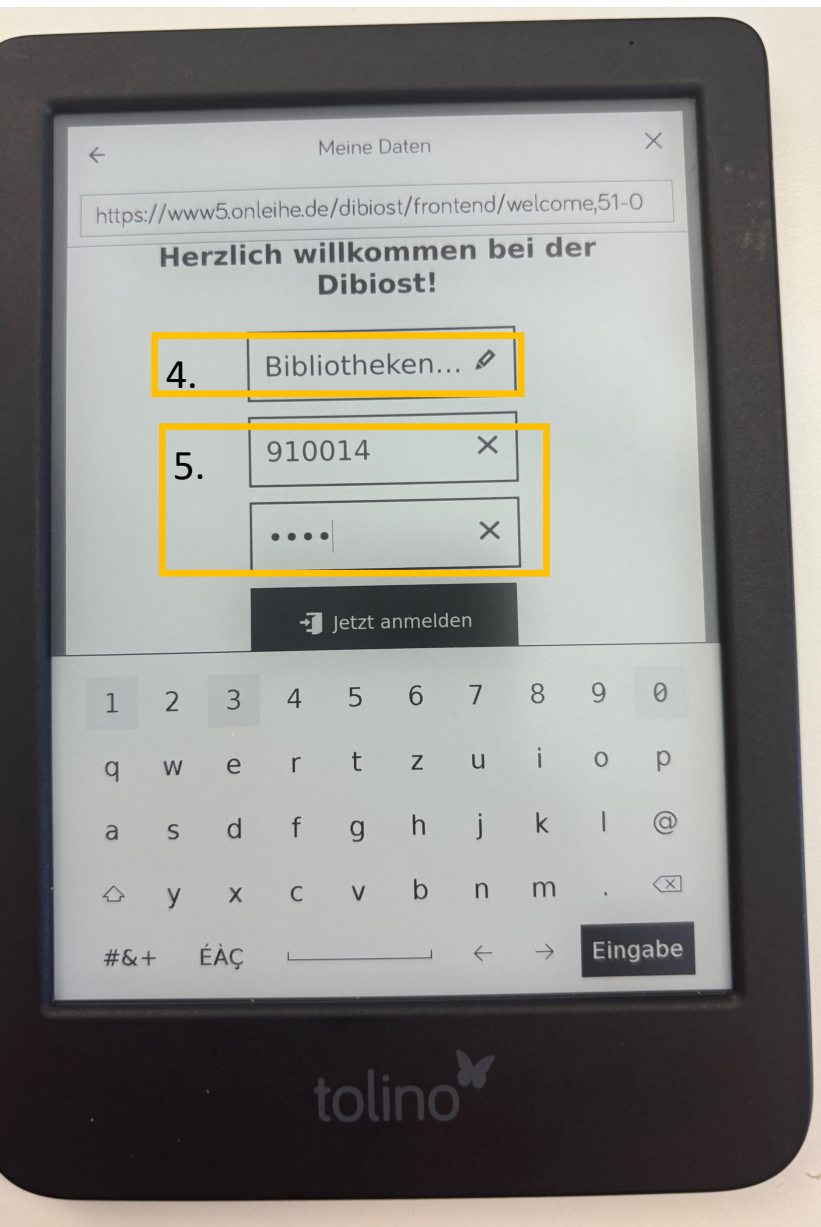 ← Meine Daten ×
https://www5.onleihe.de/dibiost/frontend/welcome,51-0
Herzlich willkommen bei der
Dibiost!
4. Bibliotheken...
5. 910014 ×
•••• ×
Jetzt anmelden
1 2 3 4 5 6 7 8 9 0
q w e r t z u i o p
a s d f g h j k l @
y x c v b n m .
#&+ ÉÀÇ ← → Eingabe
tolino